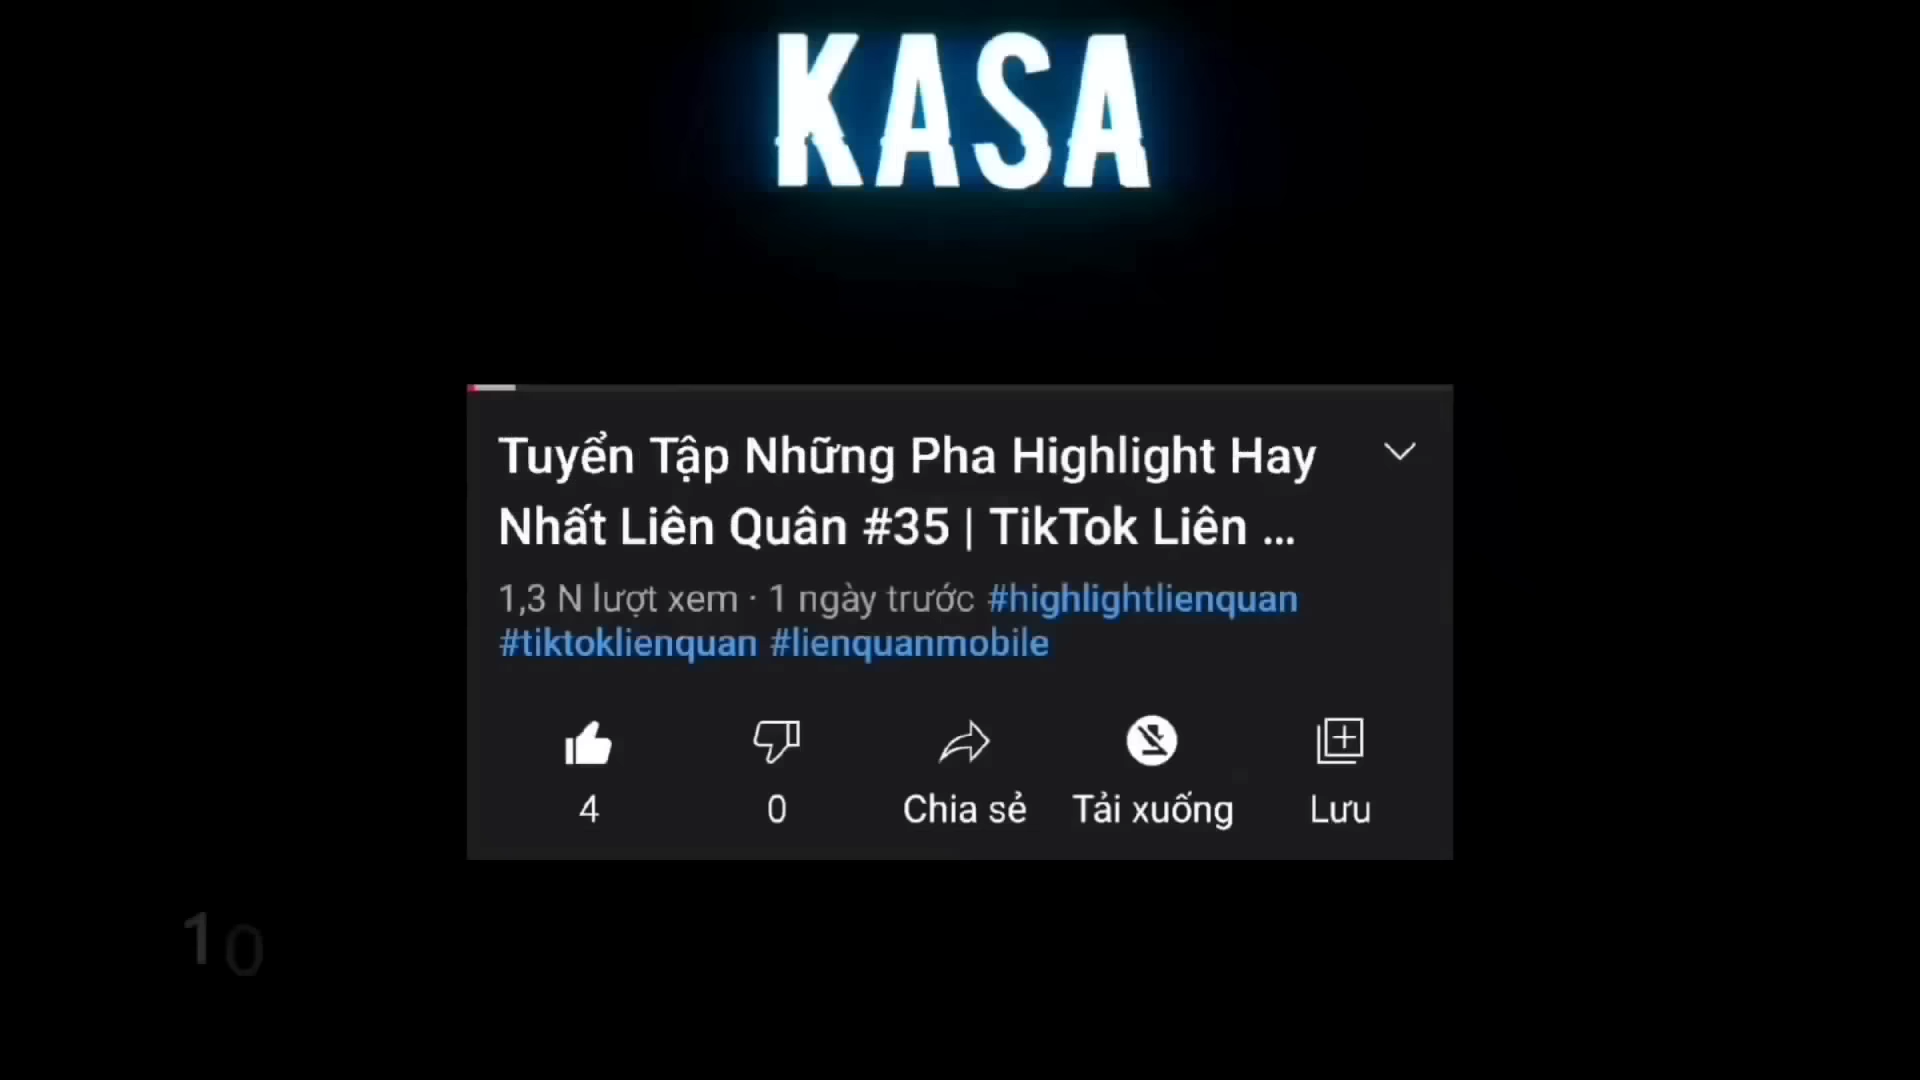 KASA
Tuyển Tập Những Pha Highlight Hay
Nhất Liên Quân #35 | TikTok Liên ...
1,3 N lượt xem · 1 ngày trước #highlightlienquan
#tiktoklienquan #lienquanmobile
4 0 Chia sẻ Tải xuống Lưu
10